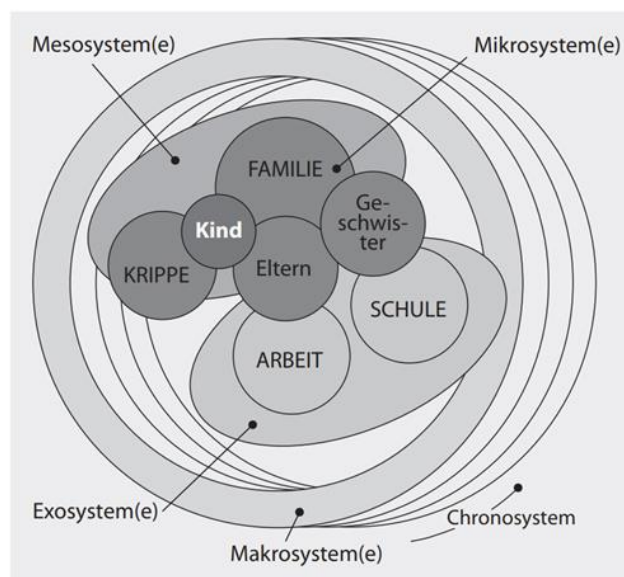 Mesosystem(e)
Mikrosystem(e)
FAMILIE
Ge-
schwis-
ter
Kind
KRIPPE
Eltern
SCHULE
ARBEIT
Exosystem(e)
Chronosystem
Makrosystem(e)